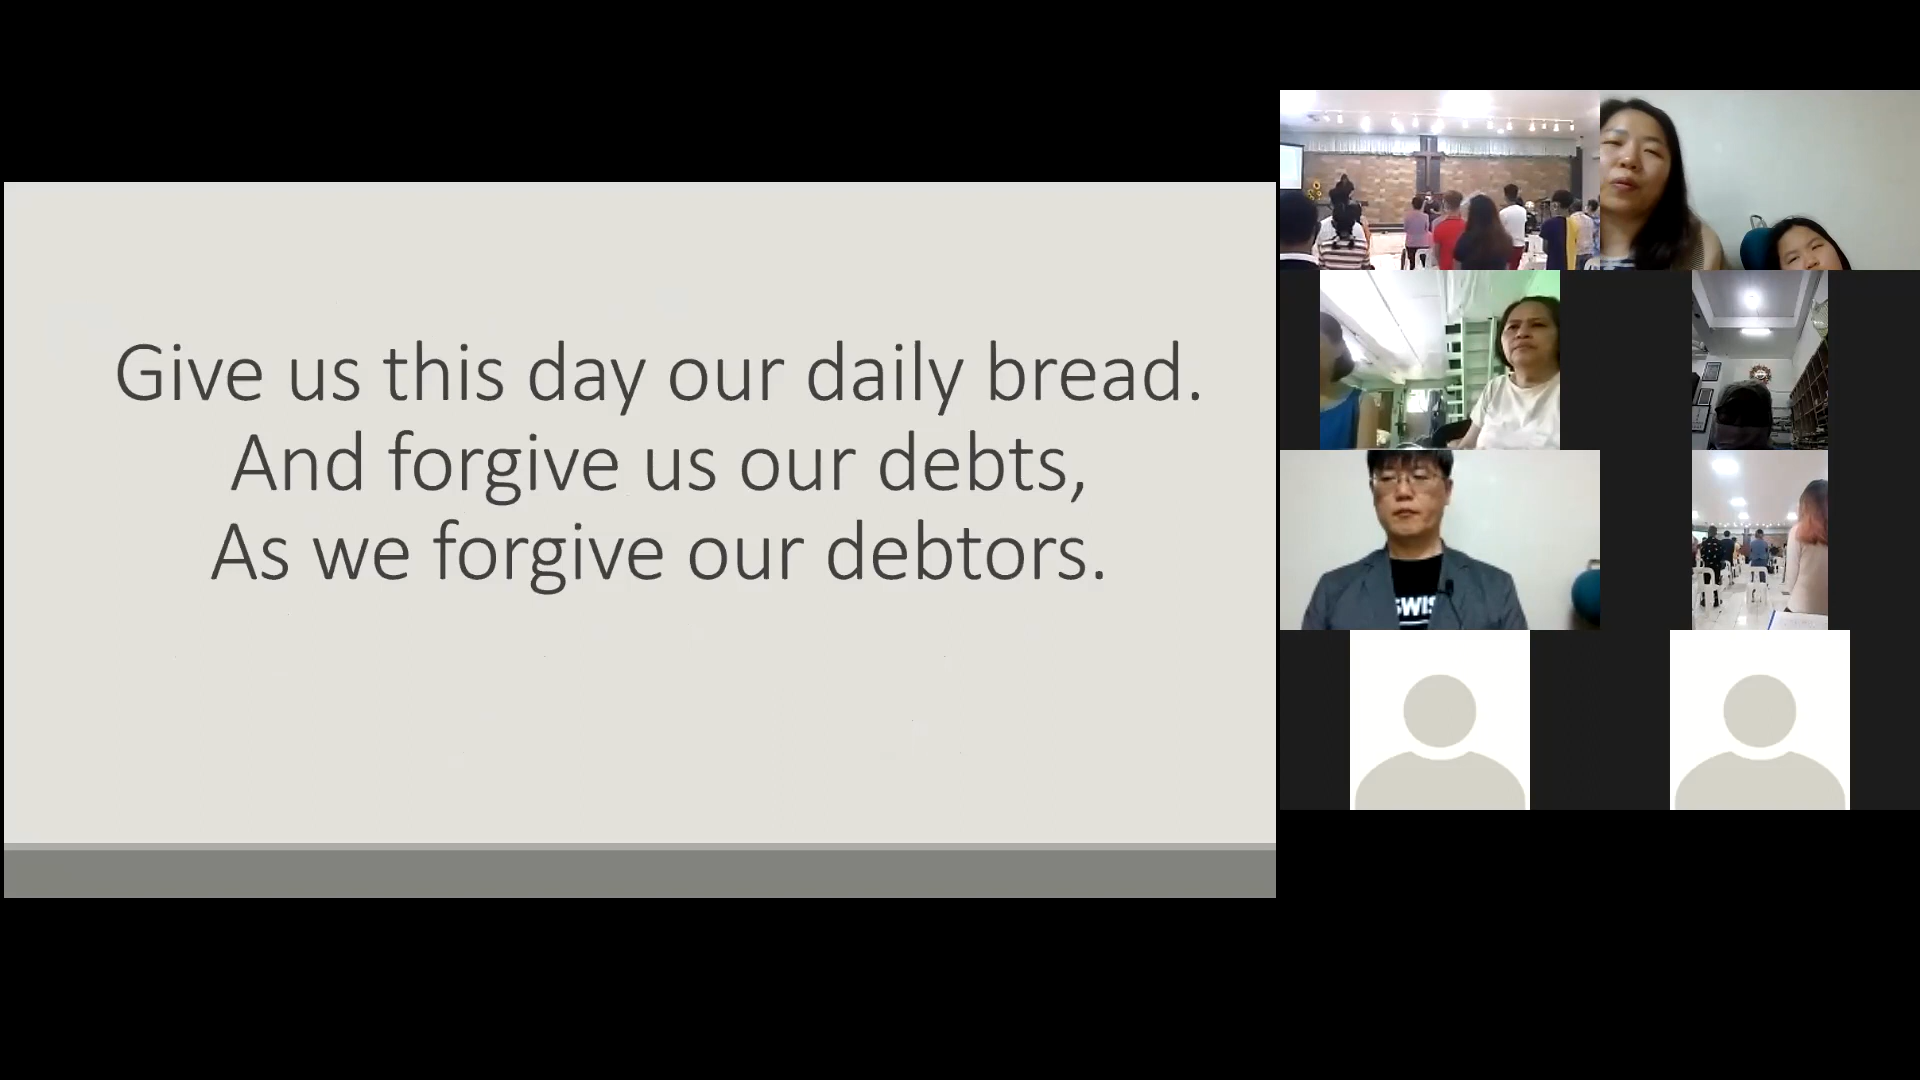 Give us this day our daily bread.
And forgive us our debts,
As we forgive our debtors.